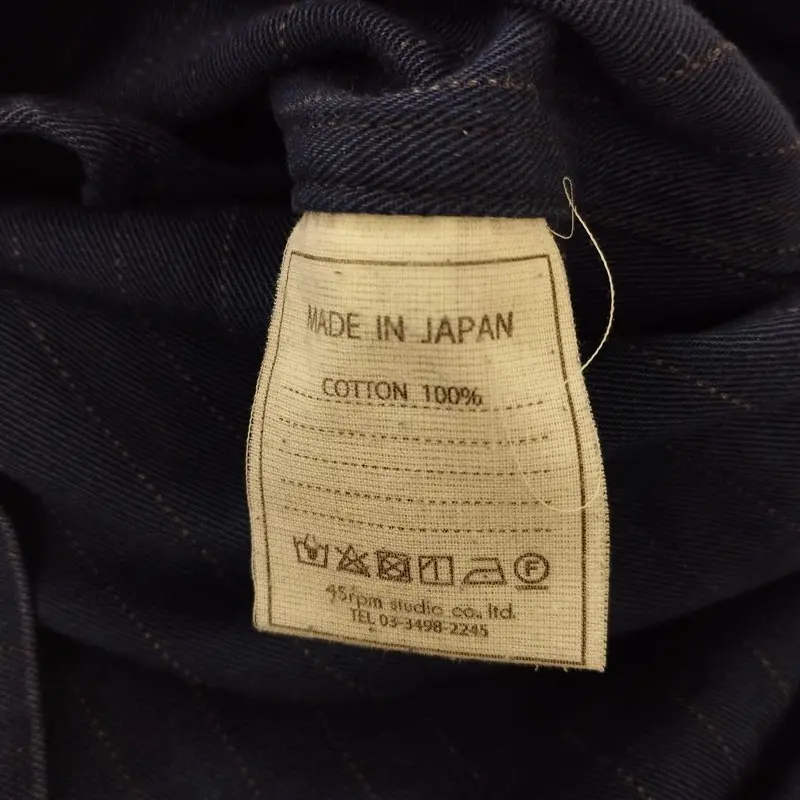 MADE IN JAPAN
COTTON 100%
F
45rpm studio co., ltd.
TEL 03-3498-2245